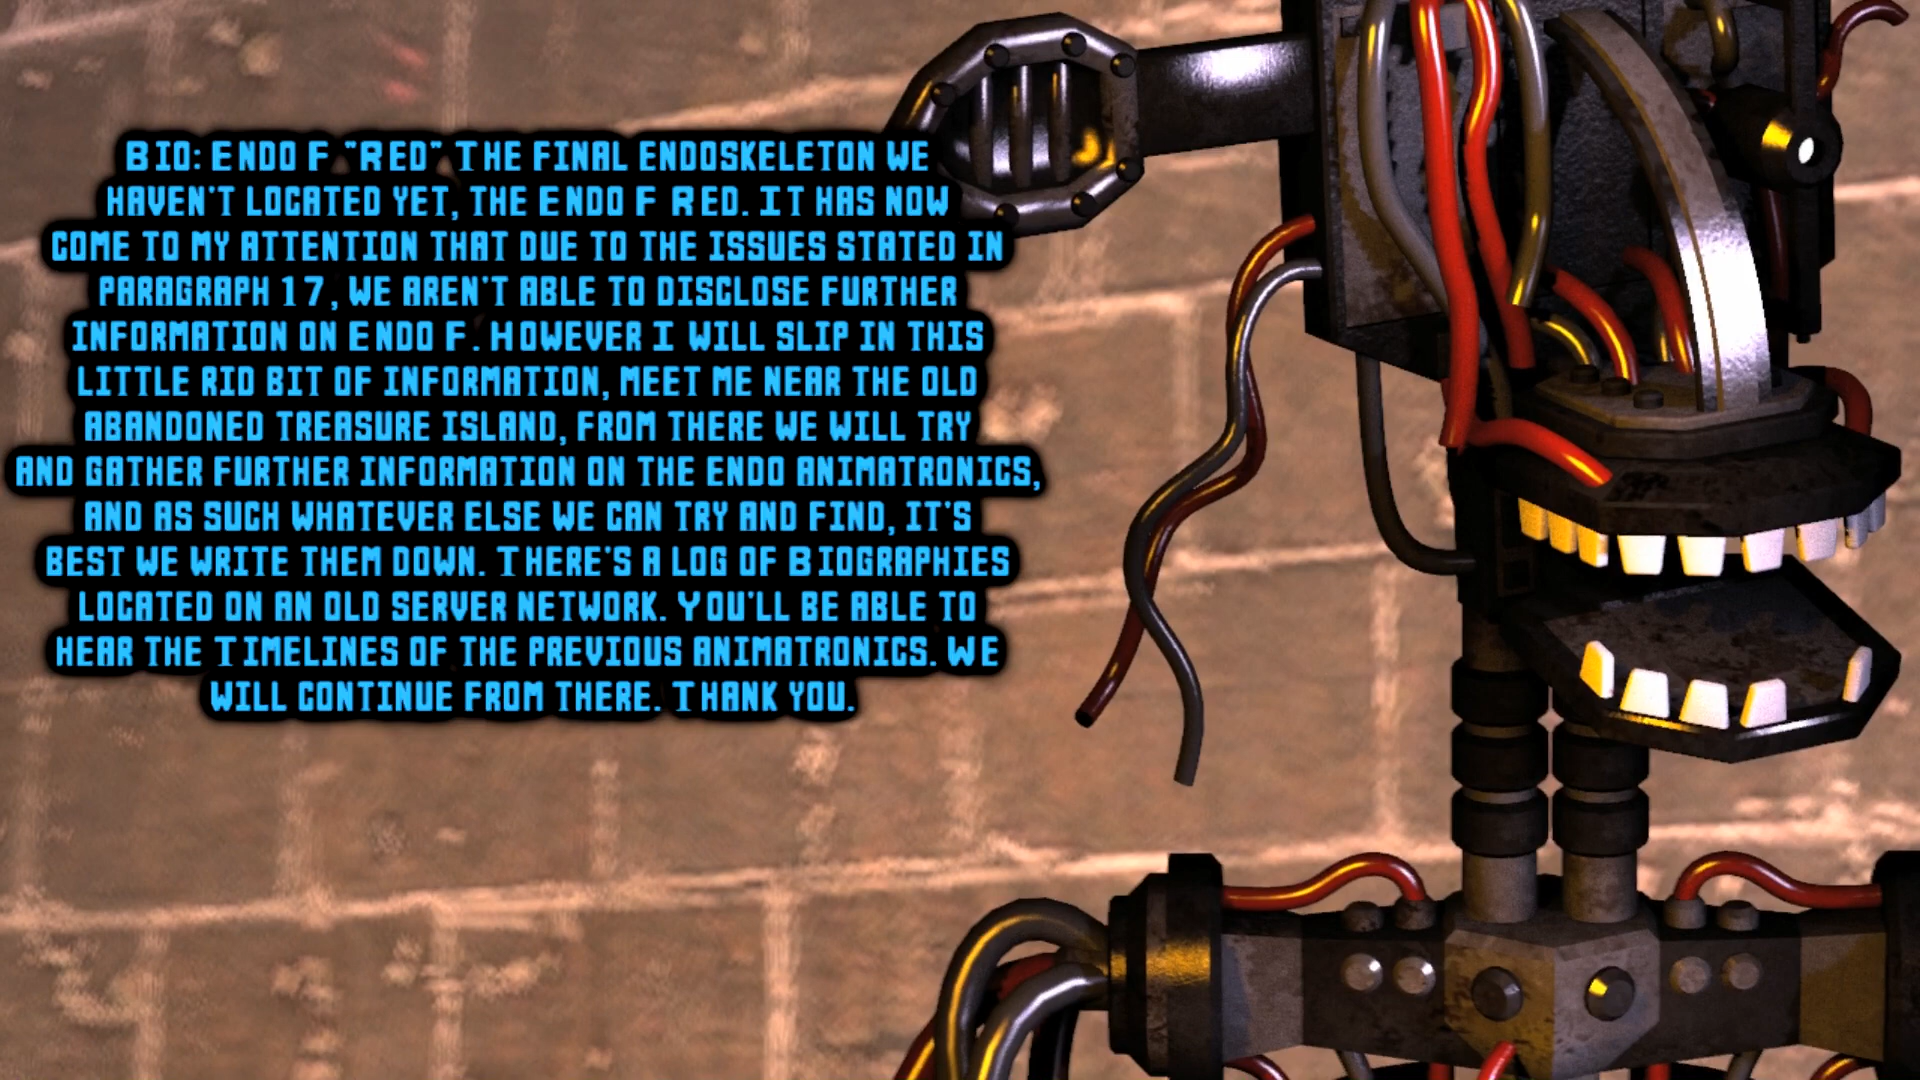 BIO: ENDO F "RED" THE FINAL ENDOSKELETON WE
HAVEN'T LOCATED YET, THE ENDO F RED. IT HAS NOW
COME TO MY ATTENTION THAT DUE TO THE ISSUES STATED IN
PARAGRAPH 17, WE AREN'T ABLE TO DISCLOSE FURTHER
INFORMATION ON ENDO F. HOWEVER I WILL SLIP IN THIS
LITTLE RID BIT OF INFORMATION, MEET ME NEAR THE OLD
ABANDONED TREASURE ISLAND, FROM THERE WE WILL TRY
AND GATHER FURTHER INFORMATION ON THE ENDO ANIMATRONICS,
AND AS SUCH WHATEVER ELSE WE CAN TRY AND FIND, IT'S
BEST WE WRITE THEM DOWN. THERE'S A LOG OF BIOGRAPHIES
LOCATED ON AN OLD SERVER NETWORK. YOU'LL BE ABLE TO
HEAR THE TIMELINES OF THE PREVIOUS ANIMATRONICS. WE
WILL CONTINUE FROM THERE. THANK YOU.